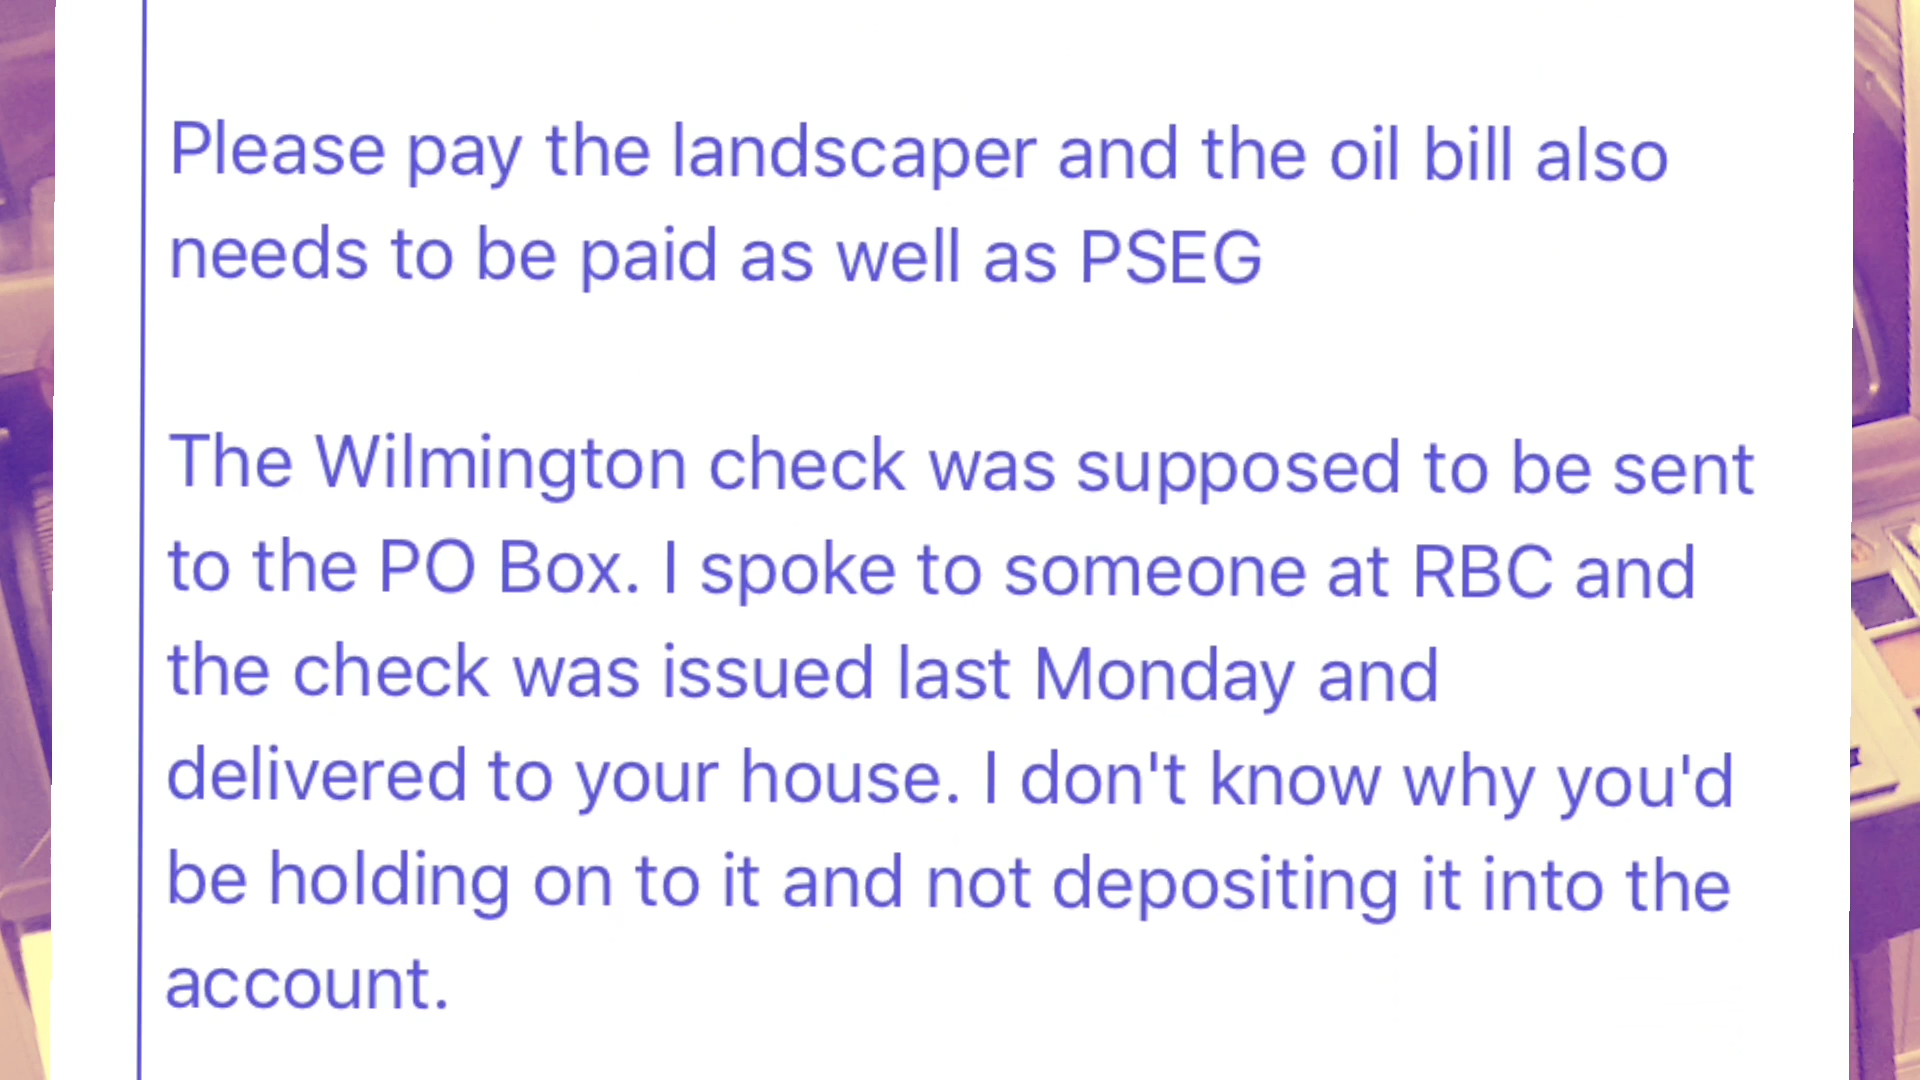 Please pay the landscaper and the oil bill also
needs to be paid as well as PSEG
The Wilmington check was supposed to be sent
to the PO Box. I spoke to someone at RBC and
the check was issued last Monday and
delivered to your house. I don't know why you'd
be holding on to it and not depositing it into the
account.